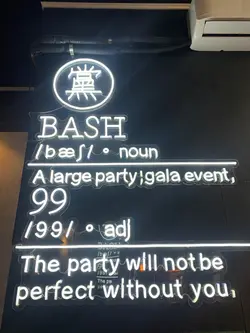 黨
BASH
/bæʃ/ • noun
A large party;gala event,
99
/99/ • adj
The party will not be
perfect without you,